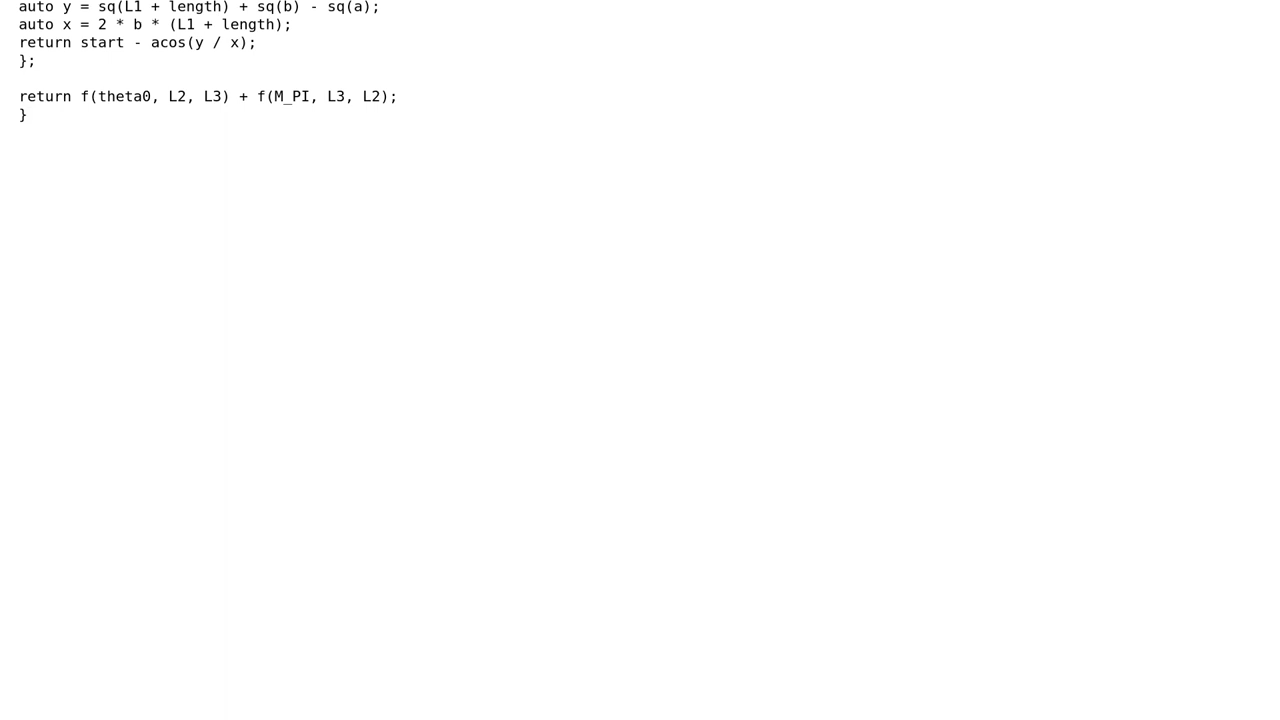 auto y = sq(L1 + length) + sq(b) - sq(a);
auto x = 2 * b * (L1 + length);
return start - acos(y / x);
};

return f(theta0, L2, L3) + f(M_PI, L3, L2);
}